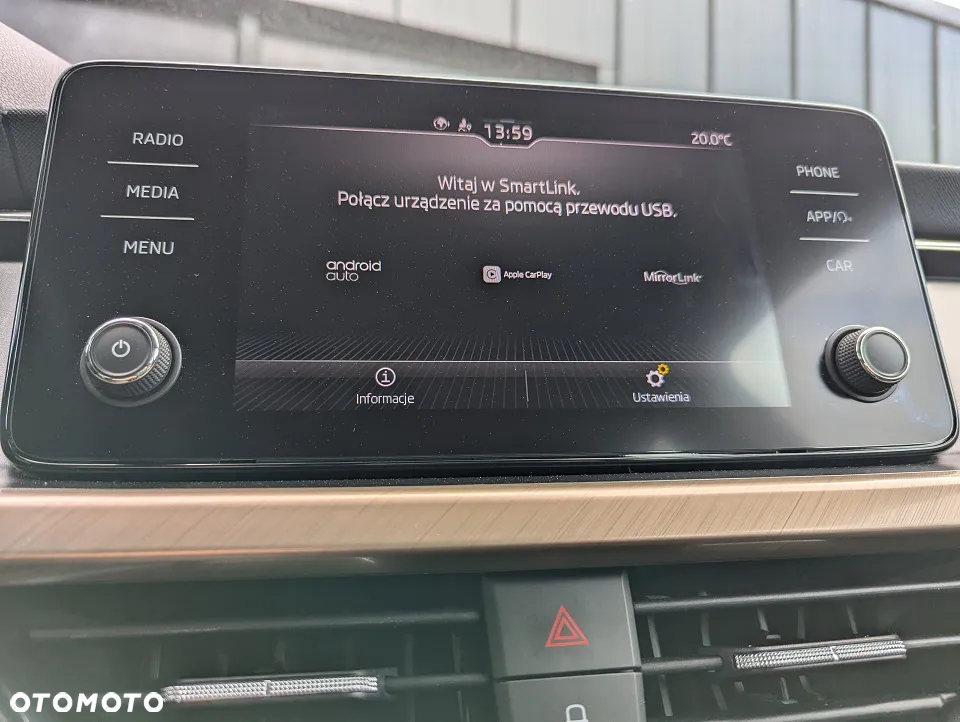 RADIO
MEDIA
MENU
13:59
20.0°C
Witaj w SmartLink.
Połącz urządzenie za pomocą przewodu USB.
android
auto
Apple CarPlay
MirrorLink
Informacje
Ustawienia
PHONE
APP/
CAR
OTOMOTO